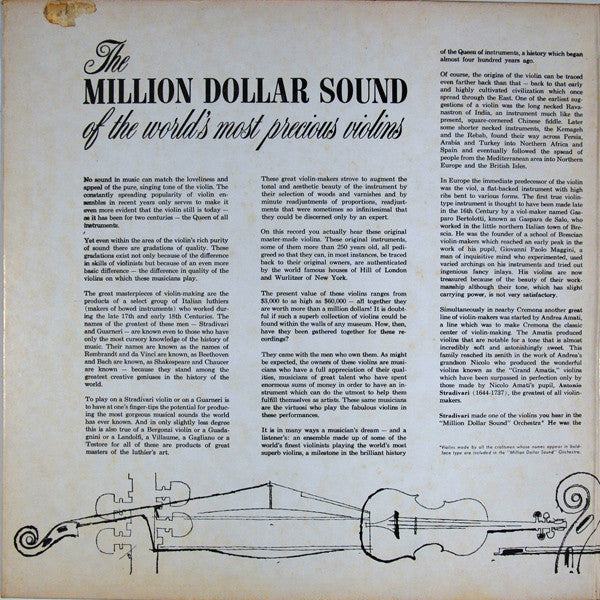 The
MILLION DOLLAR SOUND
of the world's most precious violins
No sound in music can match the loveliness and
appeal of the pure, singing tone of the violin. The
constantly spreading popularity of violin en-
sembles in recent years only serves to make it
even more evident that the violin still is today —
as it has been for two centuries — the Queen of all
instruments.
Yet even within the area of the violin's rich purity
of sound there are gradations of quality. These
gradations exist not only because of the difference
in skills of violinists but because of an even more
basic difference — the difference in quality of the
violins on which these musicians play.
The great masterpieces of violin-making are the
products of a select group of Italian luthiers
(makers of bowed instruments) who worked dur-
ing the late 17th and early 18th Centuries. The
names of the greatest of these men — Stradivari
and Guarneri — are known even to those who have
only the most cursory knowledge of the history of
music. Their names are known as the names of
Rembrandt and da Vinci are known, as Beethoven
and Bach are known, as Shakespeare and Chaucer
are known — because they stand among the
greatest creative geniuses in the history of the
world.
To play on a Stradivari violin or on a Guarneri is
to have at one's finger-tips the potential for produc-
ing the most gorgeous musical sounds the world
has ever known. And in only slightly less degree
this is also true of a Bergonzi violin or a Guada-
gnini or a Landolfi, a Villaume, a Gagliano or a
Testore for all of these are products of great
masters of the luthier's art.
These great violin-makers strove to augment the
tonal and aesthetic beauty of the instrument by
their selection of woods and varnishes and by
minute readjustments of proportions, readjust-
ments that were sometimes so infinitesimal that
they could be discerned only by an expert.
On this record you actually hear these original
master-made violins. These original instruments,
some of them more than 250 years old, all pedi-
greed so that they can, in most instances, be traced
back to their original owners, are authenticated
by the world famous houses of Hill of London
and Wurlitzer of New York.
The present value of these violins ranges from
$3,000 to as high as $60,000 — all together they
are worth more than a million dollars! It is doubt-
ful if such a superb collection of violins could be
found within the walls of any museum. How, then,
have they been gathered together for these re-
cordings?
They came with the men who own them. As might
be expected, the owners of these violins are musi-
cians who have a full appreciation of their quali-
ties, musicians of great talent who have spent
enormous sums of money in order to have an in-
strument which can do the utmost to help them
fulfill themselves as artists. These same musicians
are the virtuosi who play the fabulous violins in
these performances.
It is in many ways a musician's dream — and a
listener's: an ensemble made up of some of the
world's finest violinists playing the world's most
superb violins, a milestone in the brilliant history
of the Queen of instruments, a history which began
almost four hundred years ago.
Of course, the origins of the violin can be traced
even farther back than that — back to that early
and highly civilized civilization which once
spread through the East. One of the earliest sug-
gestions of a violin was the long necked Rava-
nastron of India, an instrument much like the
present, square-cornered Chinese fiddle. Later
some shorter necked instruments, the Kemageh
and the Rebab, found their way across Persia,
Arabia and Turkey into Northern Africa and
Spain and eventually followed the spread of
people from the Mediterranean area into Northern
Europe and the British Isles.
In Europe the immediate predecessor of the violin
was the viol, a flat-backed instrument with high
ribs bent to various forms. The first true violin-
type instrument is thought to have been made late
in the 16th Century by a viol-maker named Gas-
paro Bertolotti, known as Gaspara de Salo, who
worked in the little northern Italian town of Bre-
scia. He was the founder of a school of Brescian
violin-makers which reached an early peak in the
work of his pupil, Giovanni Paolo Maggini, a
man of inquisitive mind who experimented, used
varied arching​s on his instruments and tried out
ingenious fancy inlays. His violins are now
treasured because of the beauty of their work-
manship although their tone, which has slight
carrying power, is not very satisfactory.
Simultaneously in nearby Cremona another great
line of violin-makers was started by Andrea Amati,
a line which was to make Cremona the classic
center of violin-making. The Amatis produced
violins that are notable for a tone that is almost
incredibly soft and astonishingly sweet. This
family reached its zenith in the work of Andrea's
grandson Nicolo who produced the wonderful
violins known as the "Grand Amatis," violins
which have been surpassed in perfection only by
those made by Nicolo Amati's pupil, Antonio
Stradivari (1644-1737), the greatest of all violin-
makers.
Stradivari made one of the violins you hear in the
"Million Dollar Sound" Orchestra* He was the
*Violins made by all the craftsmen whose names appear in bold-
face type are included in the "Million Dollar Sound" Orchestra.